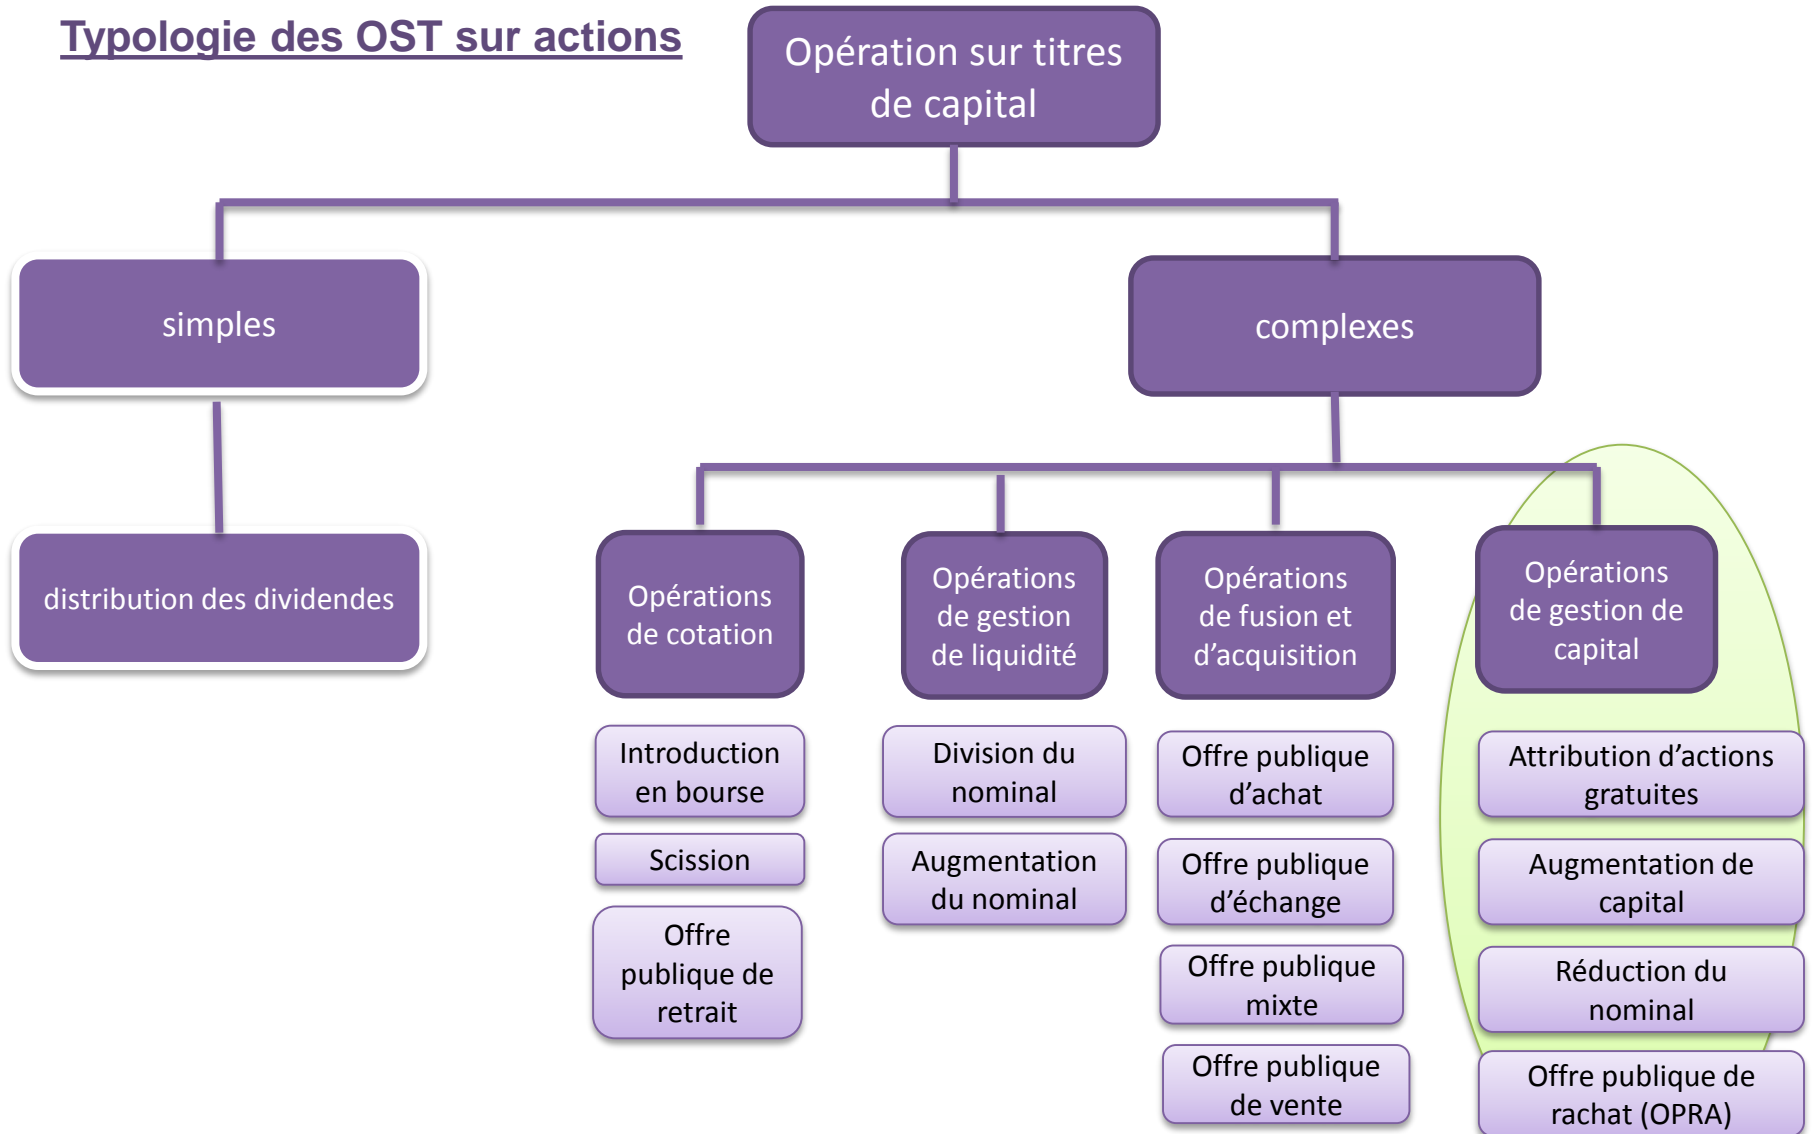 Typologie des OST sur actions
Opération sur titres
de capital
simples
complexes
distribution des dividendes
Opérations
de cotation
Introduction
en bourse
Scission
Offre
publique de
retrait
Opérations
de gestion
de liquidité
Division du
nominal
Augmentation
du nominal
Opérations
de fusion et
d’acquisition
Offre publique
d’achat
Offre publique
d’échange
Offre publique
mixte
Offre publique
de vente
Opérations
de gestion de
capital
Attribution d’actions
gratuites
Augmentation de
capital
Réduction du
nominal
Offre publique de
rachat (OPRA)